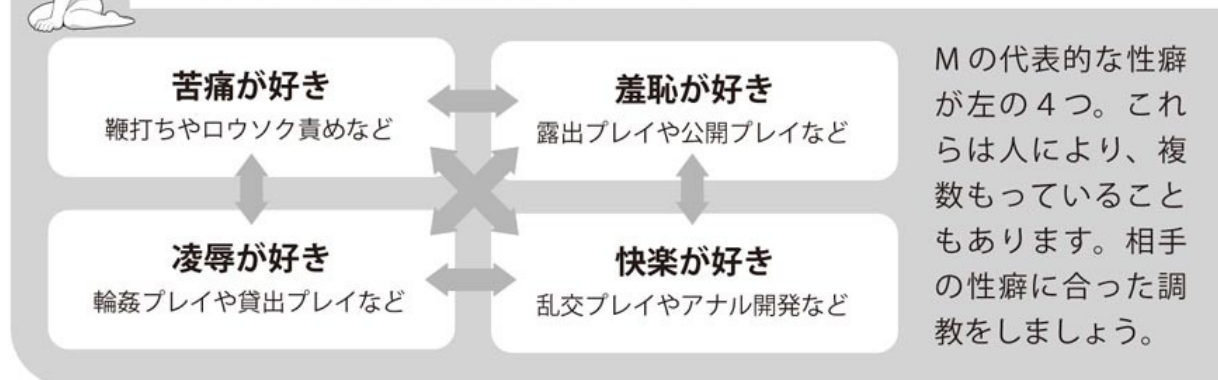 苦痛が好き
鞭打ちやロウソク責めなど
羞恥が好き
露出プレイや公開プレイなど
凌辱が好き
輪姦プレイや貸出プレイなど
快楽が好き
乱交プレイやアナル開発など
Mの代表的な性癖
が左の4つ。これ
らは人により、複
数もっていること
もあります。相手
の性癖に合った調
教をしましょう。